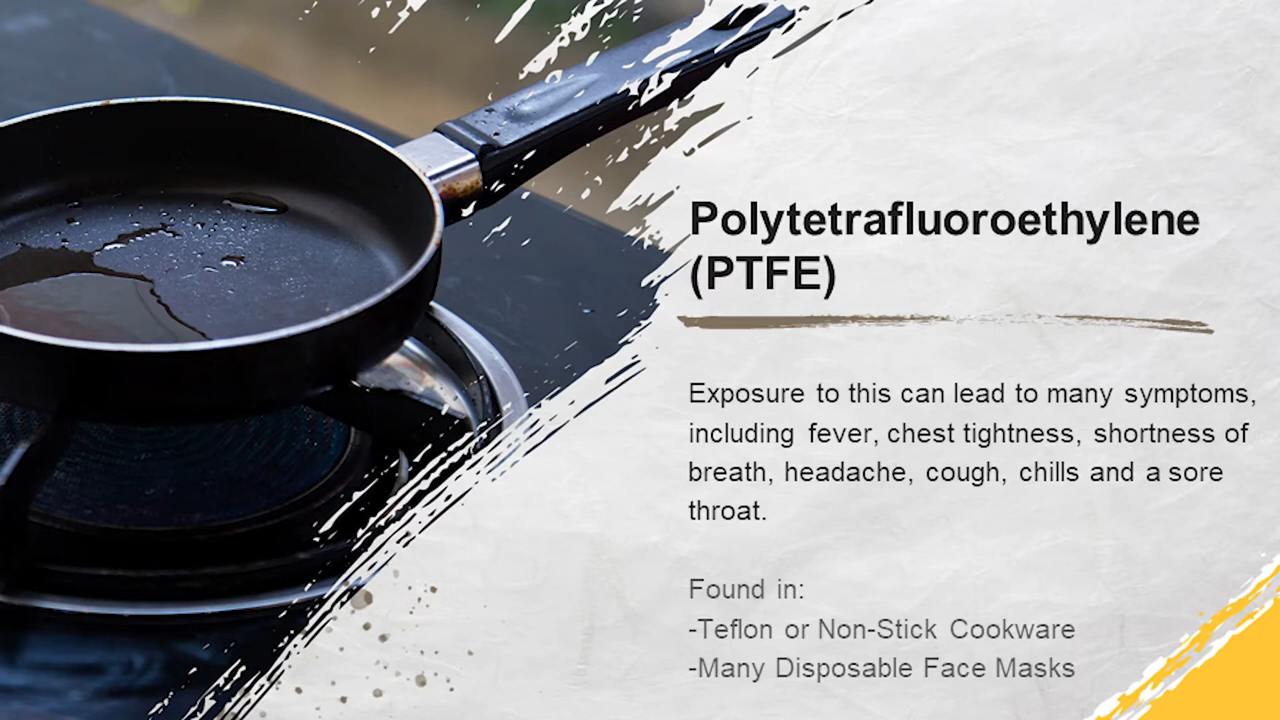 Polytetrafluoroethylene
(PTFE)
Exposure to this can lead to many symptoms,
including fever, chest tightness, shortness of
breath, headache, cough, chills and a sore
throat.
Found in:
-Teflon or Non-Stick Cookware
-Many Disposable Face Masks